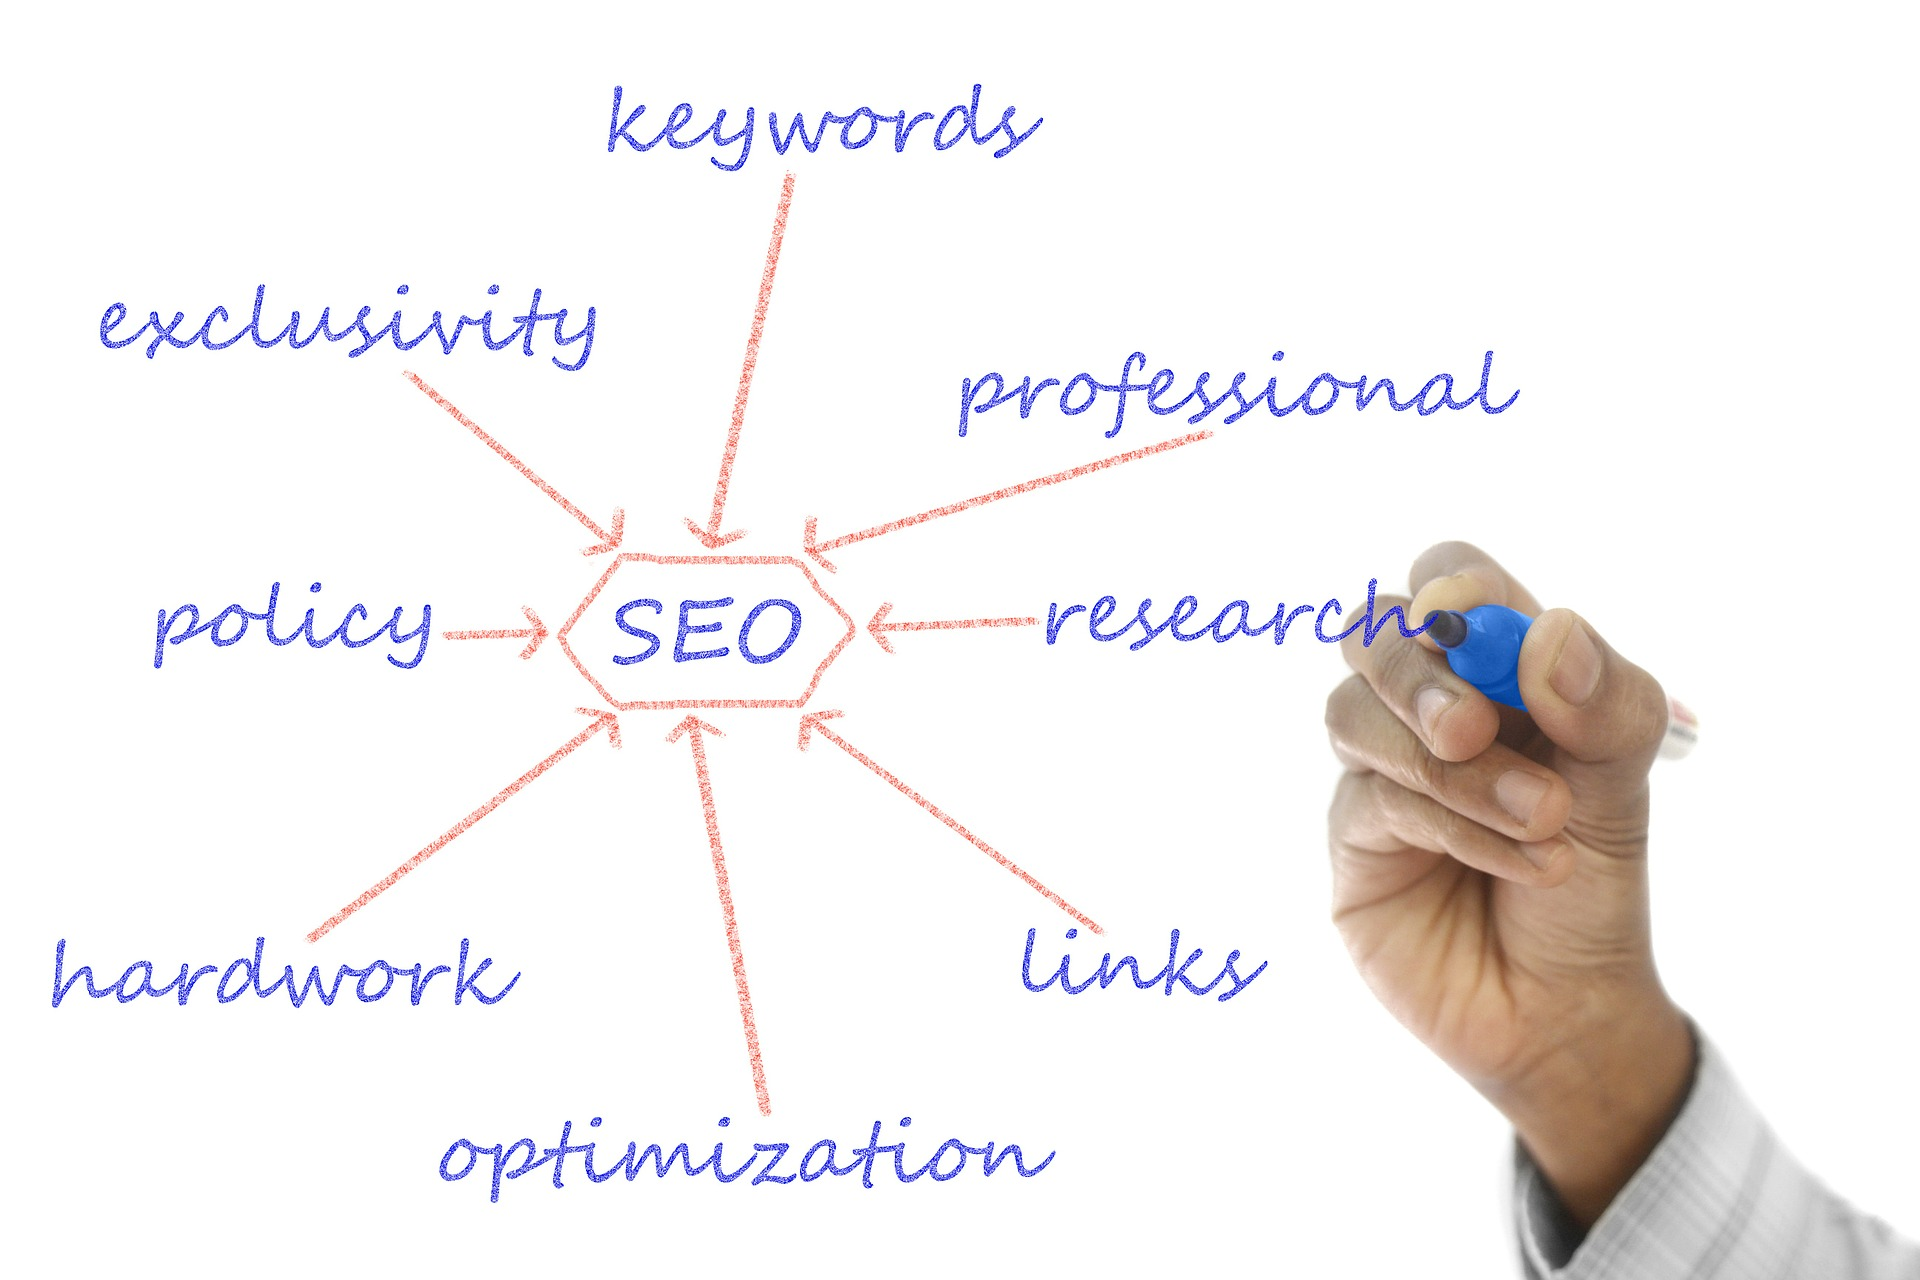 keywords
exclusivity
professional
policy
SEO
research
hardwork
links
optimization